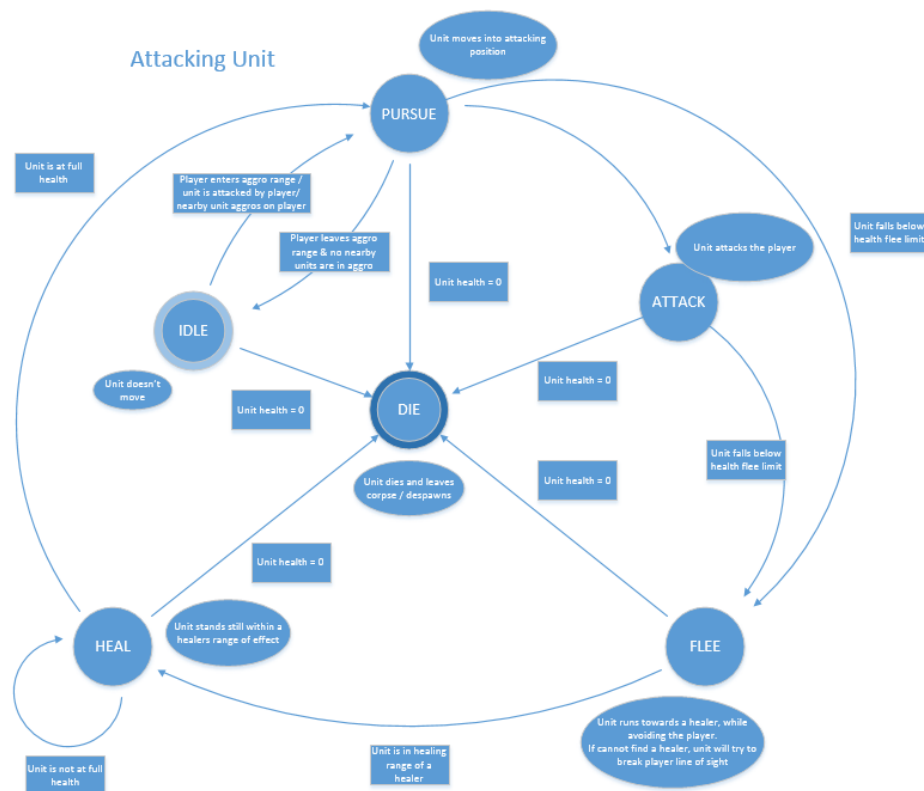 Unit moves into attacking
position
Attacking Unit
PURSUE
Unit is at full
health
Player enters aggro range /
unit is attacked by player/
nearby unit aggros on player
Unit falls below
health flee limit
Player leaves aggro
range & no nearby
units are in aggro
Unit attacks the player
Unit health = 0
ATTACK
IDLE
Unit doesn't
move
Unit health = 0
Unit health = 0
DIE
Unit falls below
health flee limit
Unit dies and leaves
corpse / despawns
Unit health = 0
Unit health = 0
Unit stands still within a
healers range of effect
HEAL
FLEE
Unit runs towards a healer, while
avoiding the player.
If cannot find a healer, unit will try to
break player line of sight
Unit is in healing
range of a
healer
Unit is not at full
health